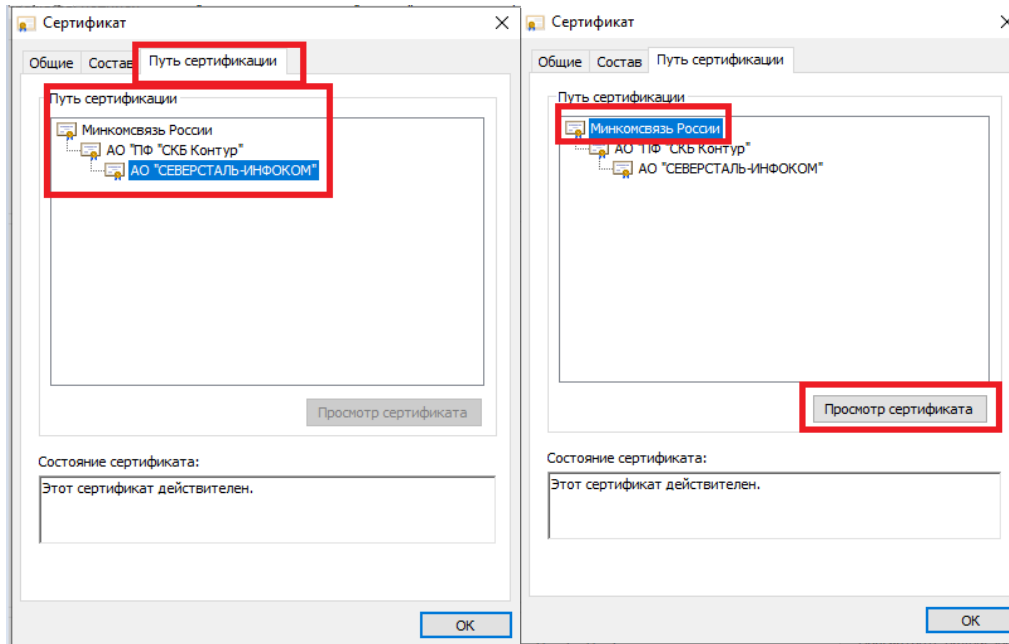 Сертификат
Общие Состав Путь сертификации
Путь сертификации
Минкомсвязь России
АО "ПФ "СКБ Контур"
АО "СЕВЕРСТАЛЬ-ИНФОКОМ"
Просмотр сертификата
Состояние сертификата:
Этот сертификат действителен.
ОК
Сертификат
Общие Состав Путь сертификации
Путь сертификации
Минкомсвязь России
АО "ПФ "СКБ Контур"
АО "СЕВЕРСТАЛЬ-ИНФОКОМ"
Просмотр сертификата
Состояние сертификата:
Этот сертификат действителен.
ОК